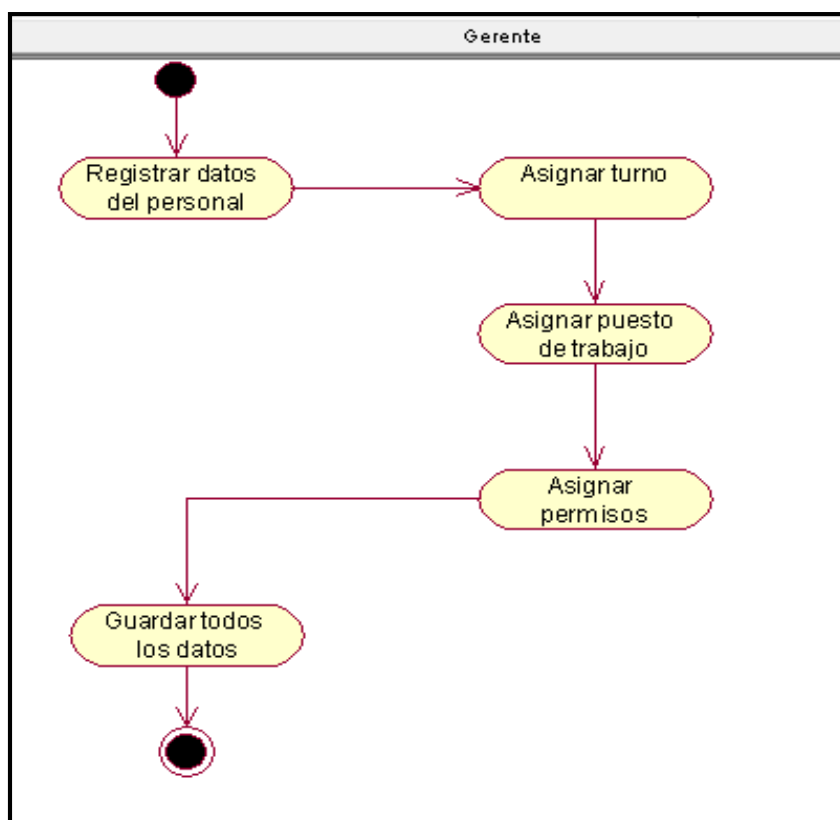 Gerente
Registrar datos
del personal
Asignar turno
Asignar puesto
de trabajo
Asignar
permisos
Guardar todos
los datos